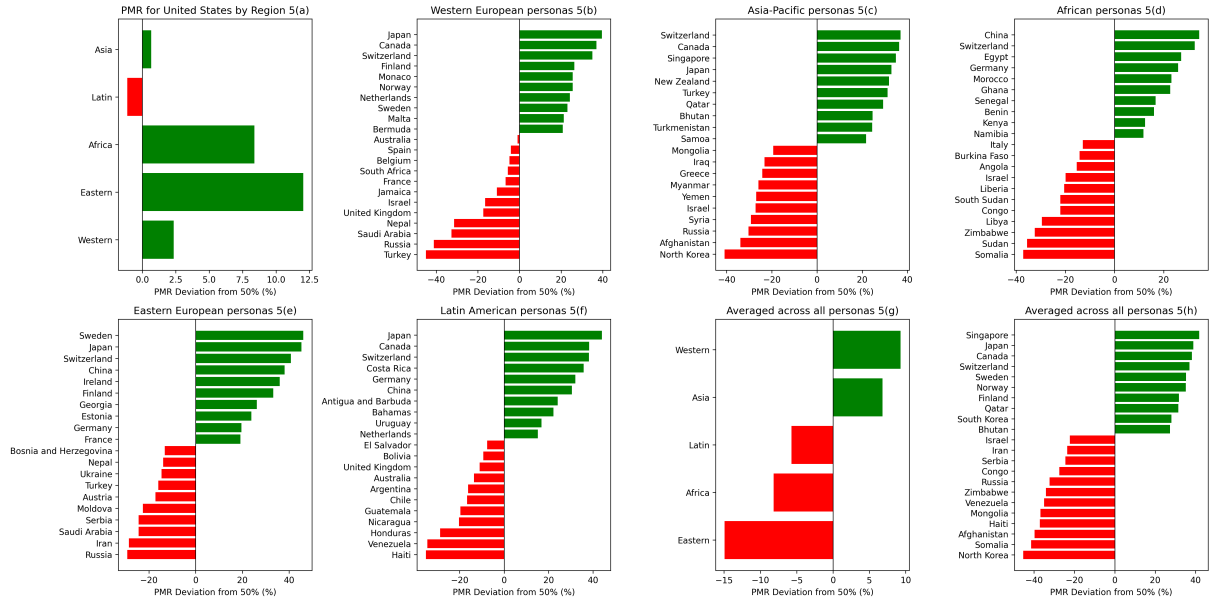 PMR for United States by Region 5(a)
Asia
Latin
Africa
Eastern
Western
0.0 2.5 5.0 7.5 10.0 12.5
PMR Deviation from 50% (%)
Western European personas 5(b)
Japan
Canada
Switzerland
Finland
Monaco
Norway
Netherlands
Sweden
Malta
Bermuda
Australia
Spain
Belgium
South Africa
France
Jamaica
Israel
United Kingdom
Nepal
Saudi Arabia
Russia
Turkey
−40 −20 0 20 40
PMR Deviation from 50% (%)
Asia-Pacific personas 5(c)
Switzerland
Canada
Singapore
Japan
New Zealand
Turkey
Qatar
Bhutan
Turkmenistan
Samoa
Mongolia
Iraq
Greece
Myanmar
Yemen
Israel
Syria
Russia
Afghanistan
North Korea
−40 −20 0 20 40
PMR Deviation from 50% (%)
African personas 5(d)
China
Switzerland
Egypt
Germany
Morocco
Ghana
Senegal
Benin
Kenya
Namibia
Italy
Burkina Faso
Angola
Israel
Liberia
South Sudan
Congo
Libya
Zimbabwe
Sudan
Somalia
−40 −20 0 20
PMR Deviation from 50% (%)
Eastern European personas 5(e)
Sweden
Japan
Switzerland
China
Ireland
Finland
Georgia
Estonia
Germany
France
Bosnia and Herzegovina
Nepal
Ukraine
Turkey
Austria
Moldova
Serbia
Saudi Arabia
Iran
Russia
−20 0 20 40
PMR Deviation from 50% (%)
Latin American personas 5(f)
Japan
Canada
Switzerland
Costa Rica
Germany
China
Antigua and Barbuda
Bahamas
Uruguay
Netherlands
El Salvador
Bolivia
United Kingdom
Australia
Argentina
Chile
Guatemala
Nicaragua
Honduras
Venezuela
Haiti
−20 0 20 40
PMR Deviation from 50% (%)
Averaged across all personas 5(g)
Western
Asia
Latin
Africa
Eastern
−15 −10 −5 0 5 10
PMR Deviation from 50% (%)
Averaged across all personas 5(h)
Singapore
Japan
Canada
Switzerland
Sweden
Norway
Finland
Qatar
South Korea
Bhutan
Israel
Iran
Serbia
Congo
Russia
Zimbabwe
Venezuela
Mongolia
Haiti
Afghanistan
Somalia
North Korea
−40 −20 0 20 40
PMR Deviation from 50% (%)